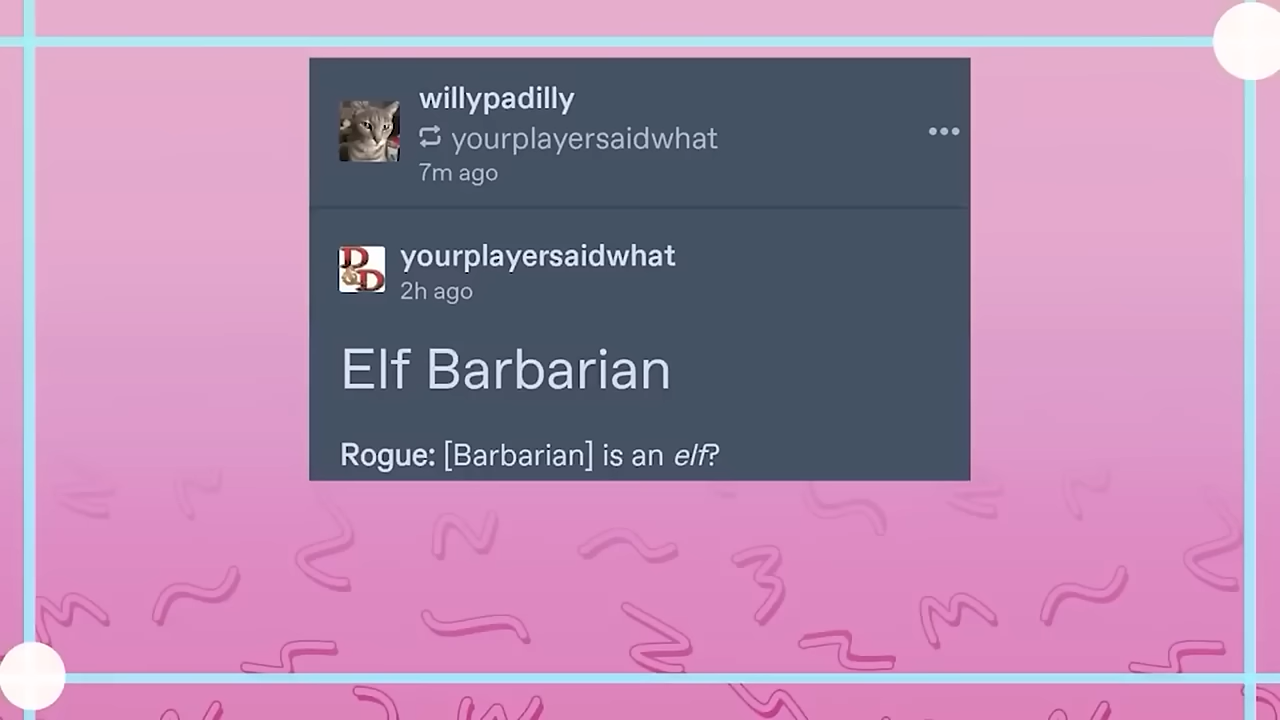 willypadilly
yourplayersaidwhat
7m ago
D&D
yourplayersaidwhat
2h ago
Elf Barbarian
Rogue: [Barbarian] is an elf?